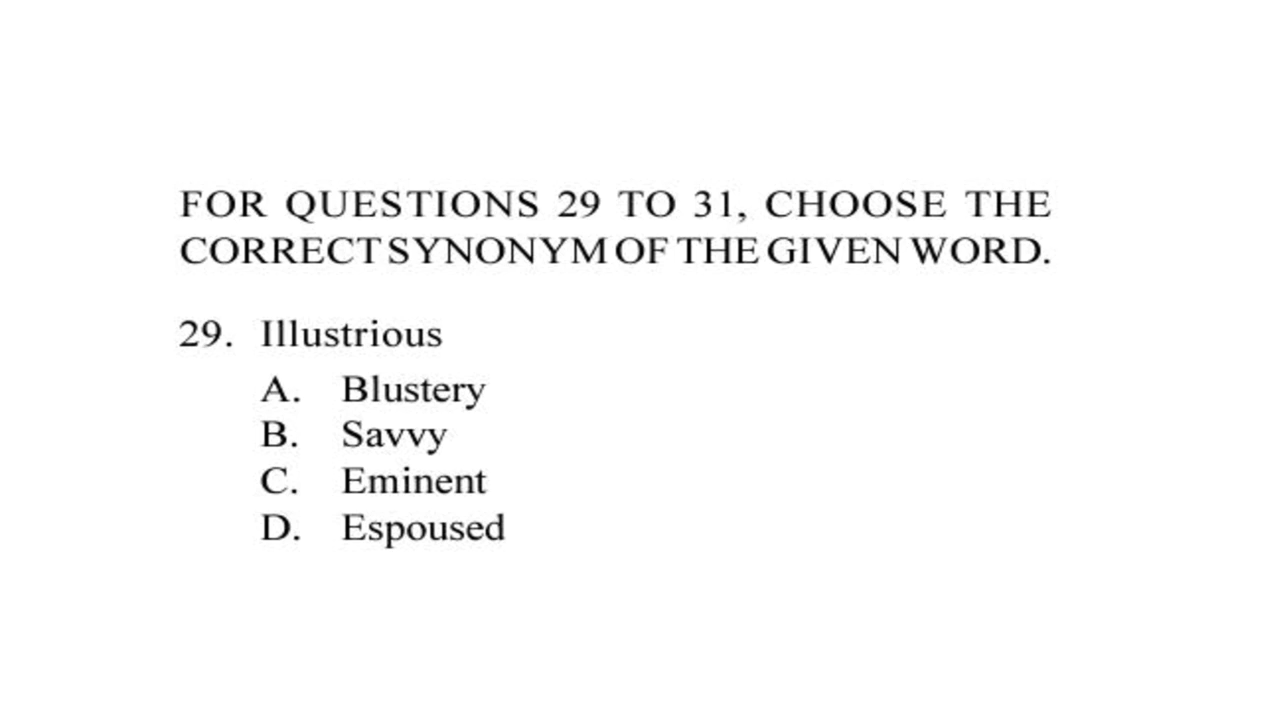 FOR QUESTIONS 29 TO 31, CHOOSE THE
CORRECT SYNONYM OF THE GIVEN WORD.
29. Illustrious
A. Blustery
B. Savvy
C. Eminent
D. Espoused